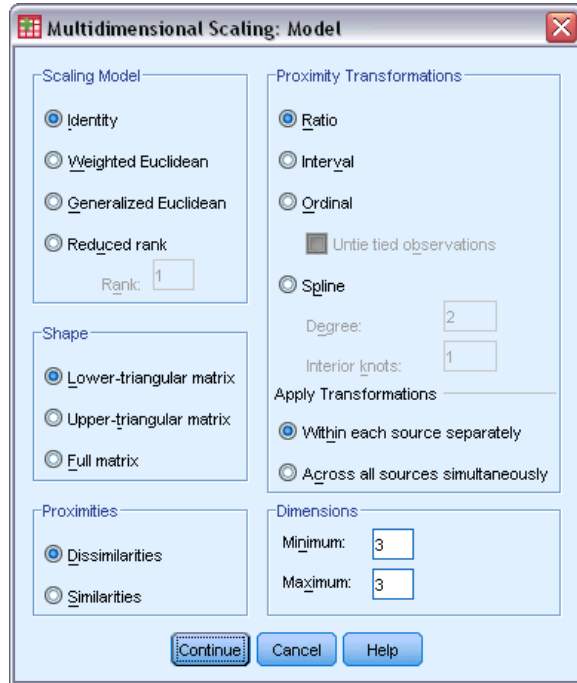 Multidimensional Scaling: Model
Scaling Model
Identity
Weighted Euclidean
Generalized Euclidean
Reduced rank
Rank: 1
Shape
Lower-triangular matrix
Upper-triangular matrix
Full matrix
Proximities
Dissimilarities
Similarities
Proximity Transformations
Ratio
Interval
Ordinal
Untie tied observations
Spline
Degree: 2
Interior knots: 1
Apply Transformations
Within each source separately
Across all sources simultaneously
Dimensions
Minimum: 3
Maximum: 3
Continue Cancel Help